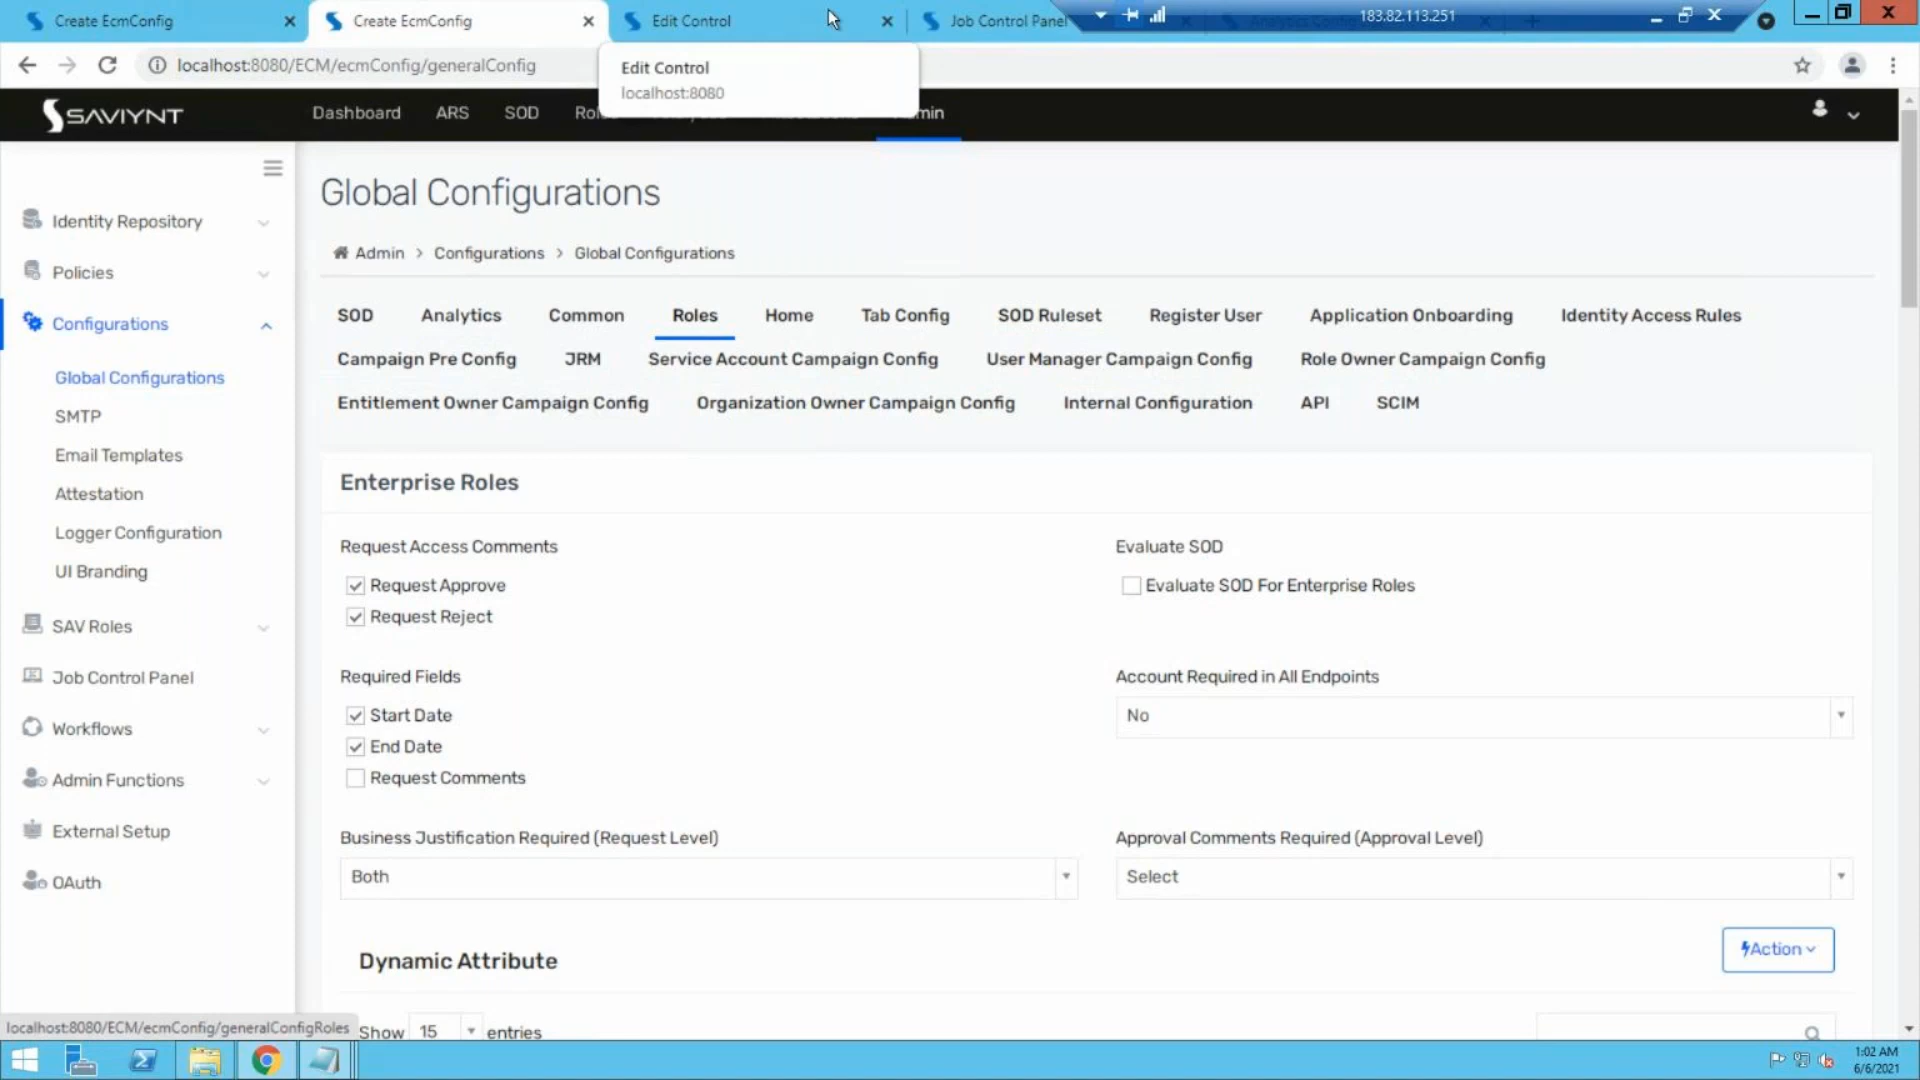 Create EcmConfig
Create EcmConfig
Edit Control
Job Control Panel
183.82.113.251
localhost:8080/ECM/ecmConfig/generalConfig
Edit Control
localhost:8080
SAVIYNT
Dashboard
ARS
SOD
Identity Repository
Policies
Configurations
Global Configurations
SMTP
Email Templates
Attestation
Logger Configuration
UI Branding
SAV Roles
Job Control Panel
Workflows
Admin Functions
External Setup
OAuth
Global Configurations
Admin > Configurations > Global Configurations
SOD Analytics Common Roles Home Tab Config SOD Ruleset Register User Application Onboarding Identity Access Rules
Campaign Pre Config JRM Service Account Campaign Config User Manager Campaign Config Role Owner Campaign Config
Entitlement Owner Campaign Config Organization Owner Campaign Config Internal Configuration API SCIM
Enterprise Roles
Request Access Comments
Request Approve
Request Reject
Evaluate SOD
Evaluate SOD For Enterprise Roles
Required Fields
Start Date
End Date
Request Comments
Account Required in All Endpoints
No
Business Justification Required (Request Level)
Both
Approval Comments Required (Approval Level)
Select
Dynamic Attribute
Action
Show 15 entries
localhost:8080/ECM/ecmConfig/generalConfigRoles
1:02 AM
6/6/2021